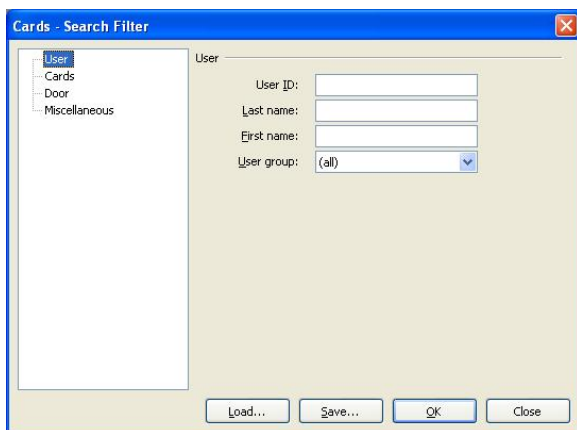 Cards - Search Filter
User
Cards
Door
Miscellaneous
User
User ID:
Last name:
First name:
User group: (all)
Load... Save... OK Close